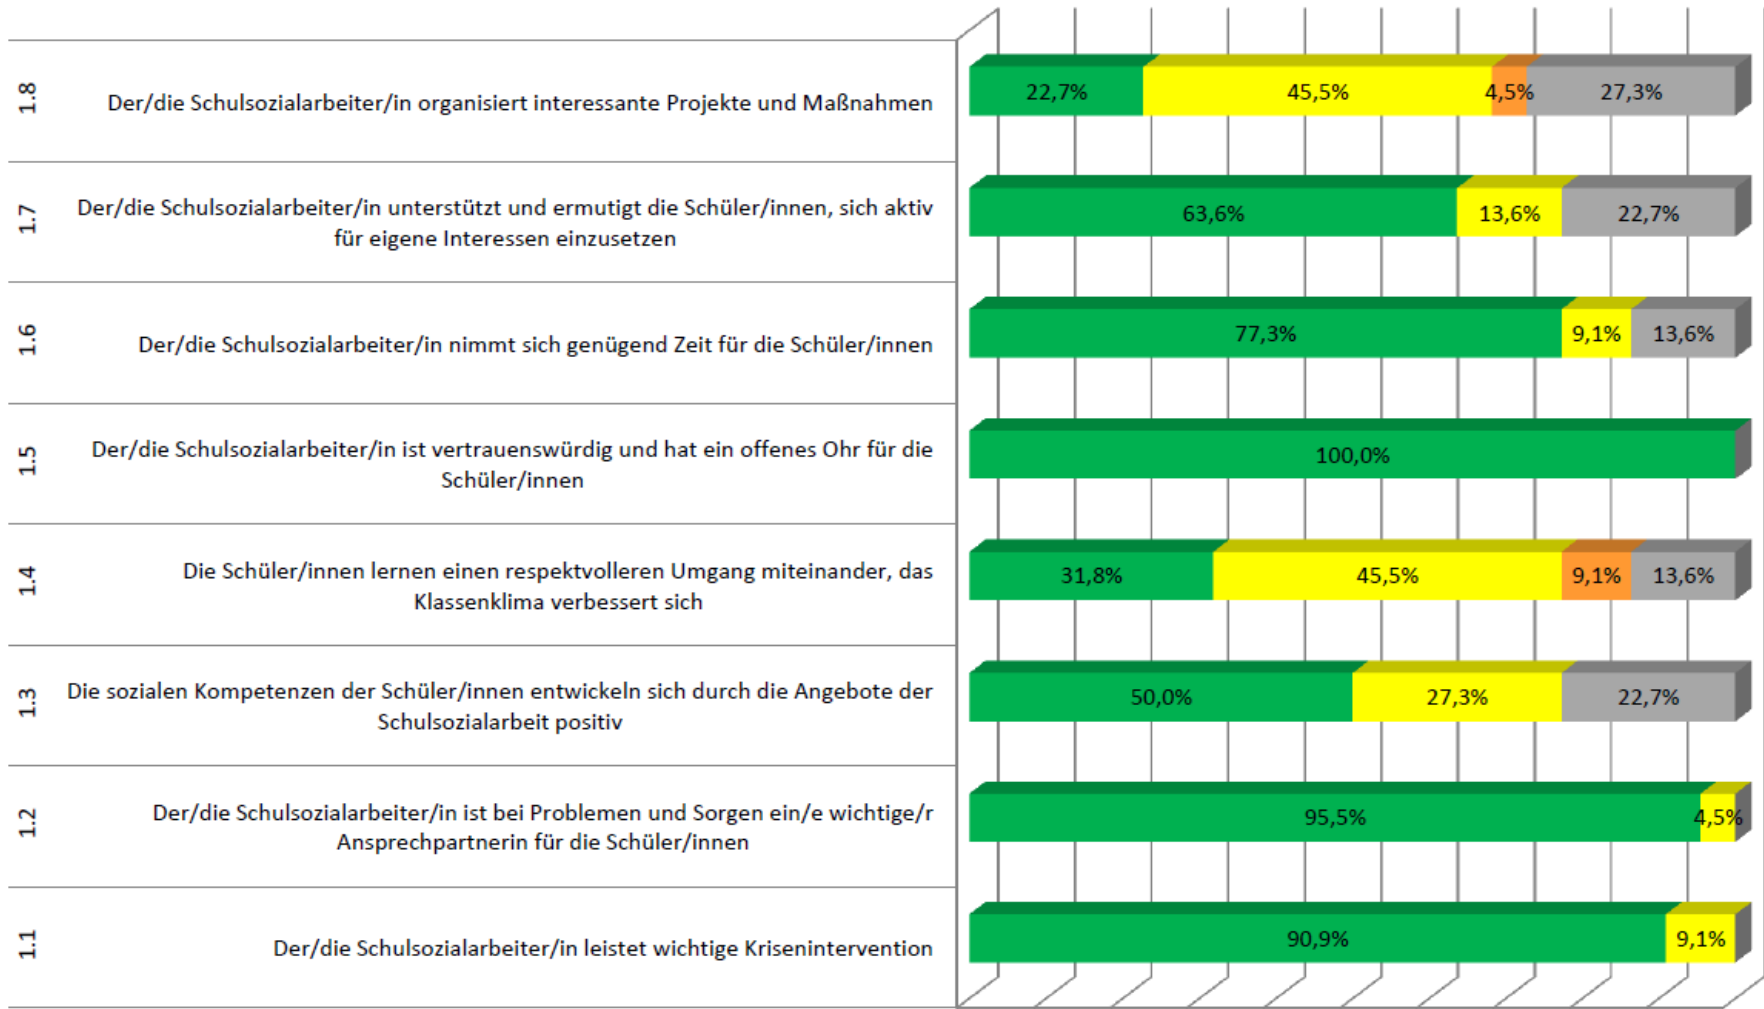 1.8
Der/die Schulsozialarbeiter/in organisiert interessante Projekte und Maßnahmen
22,7% 45,5% 4,5% 27,3%
1.7
Der/die Schulsozialarbeiter/in unterstützt und ermutigt die Schüler/innen, sich aktiv
für eigene Interessen einzusetzen
63,6% 13,6% 22,7%
1.6
Der/die Schulsozialarbeiter/in nimmt sich genügend Zeit für die Schüler/innen
77,3% 9,1% 13,6%
1.5
Der/die Schulsozialarbeiter/in ist vertrauenswürdig und hat ein offenes Ohr für die
Schüler/innen
100,0%
1.4
Die Schüler/innen lernen einen respektvolleren Umgang miteinander, das
Klassenklima verbessert sich
31,8% 45,5% 9,1% 13,6%
1.3
Die sozialen Kompetenzen der Schüler/innen entwickeln sich durch die Angebote der
Schulsozialarbeit positiv
50,0% 27,3% 22,7%
1.2
Der/die Schulsozialarbeiter/in ist bei Problemen und Sorgen ein/e wichtige/r
Ansprechpartnerin für die Schüler/innen
95,5% 4,5%
1.1
Der/die Schulsozialarbeiter/in leistet wichtige Krisenintervention
90,9% 9,1%